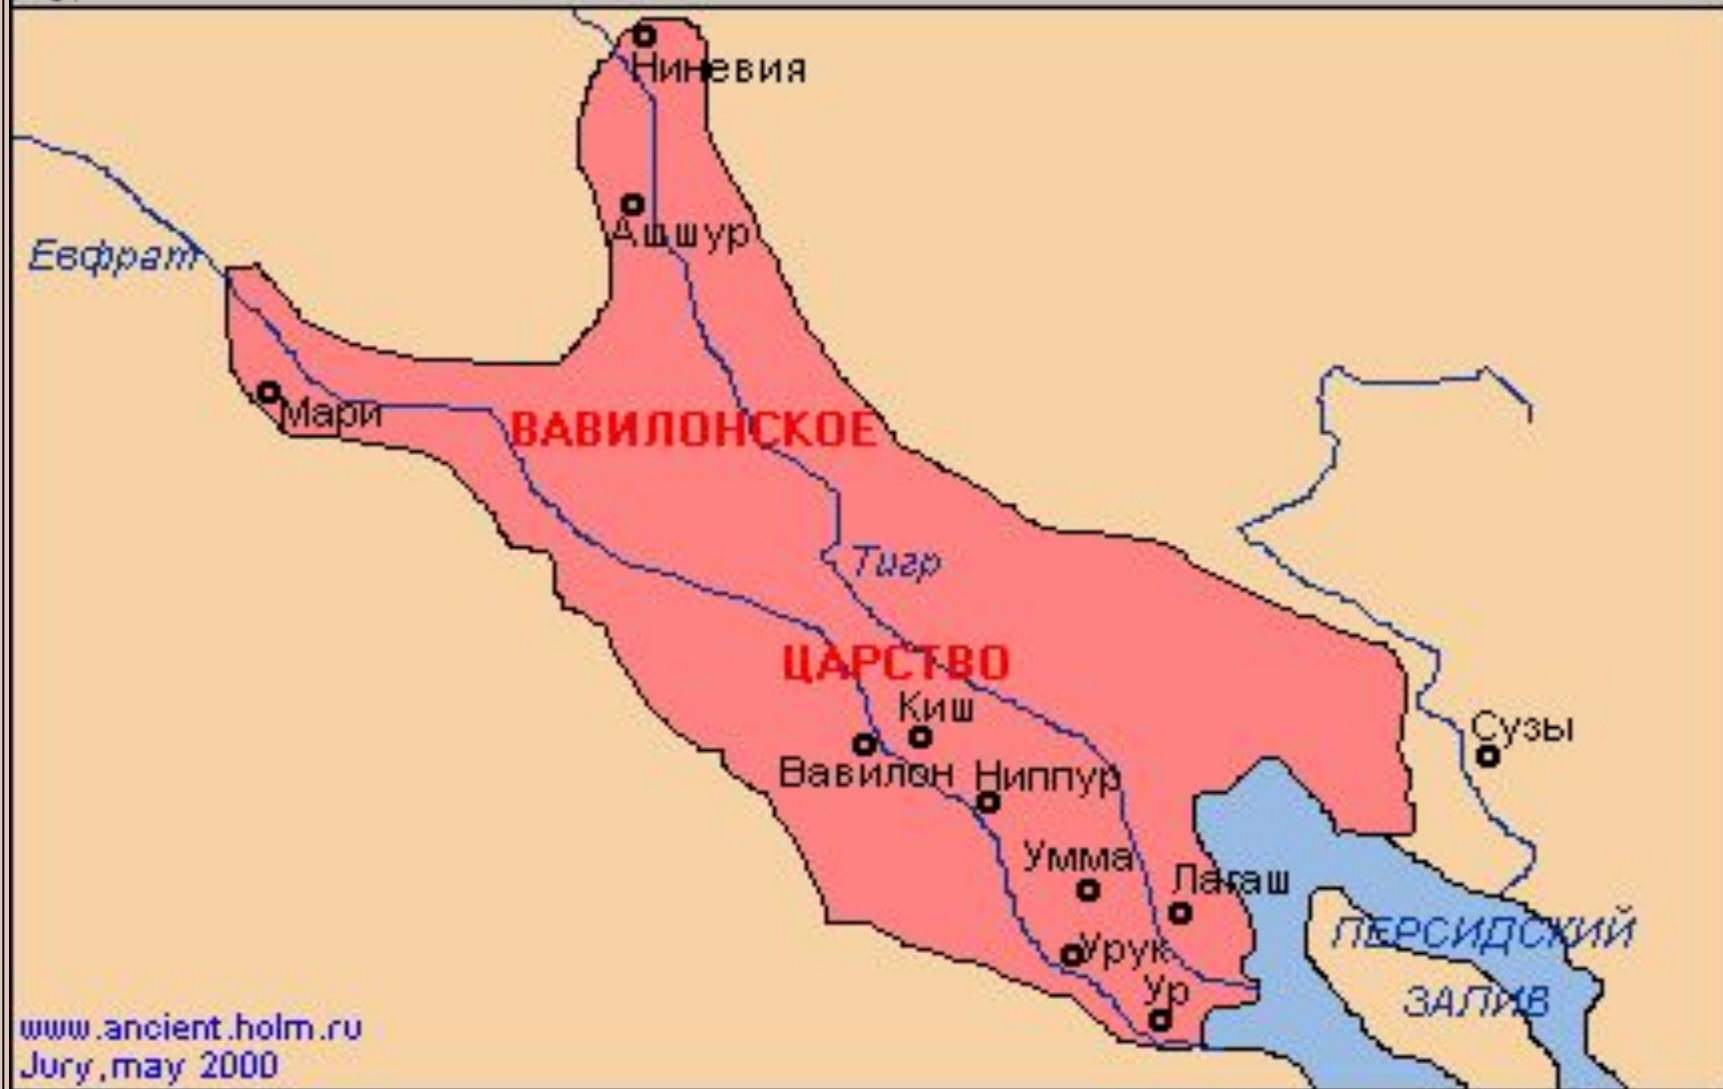 Ниневия
Ашшур
Евфрат
Мари
ВАВИЛОНСКОЕ
Тигр
ЦАРСТВО
Киш
Сузы
Вавилон
Ниппур
Умма
Лагаш
ПЕРСИДСКИЙ
Урук
Ур
ЗАЛИВ
www.ancient.holm.ru
Jury,may 2000